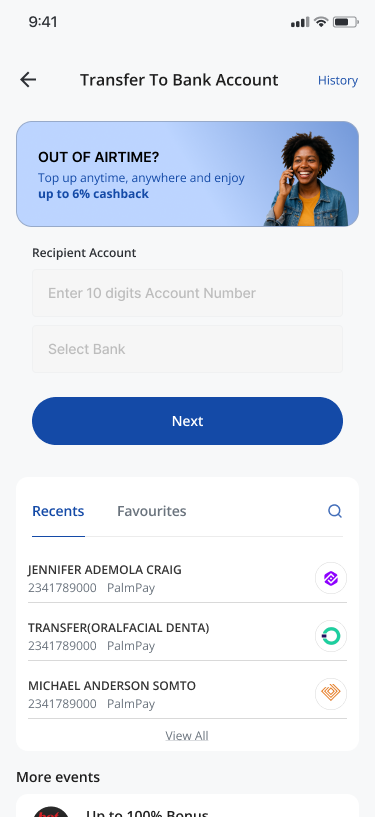 9:41
Transfer To Bank Account
History
OUT OF AIRTIME?
Top up anytime, anywhere and enjoy
up to 6% cashback
Recipient Account
Enter 10 digits Account Number
Select Bank
Next
Recents
Favourites
JENNIFER ADEMOLA CRAIG
2341789000 PalmPay
TRANSFER(ORALFACIAL DENTA)
2341789000 PalmPay
MICHAEL ANDERSON SOMTO
2341789000 PalmPay
View All
More events
Up to 100% Bonus